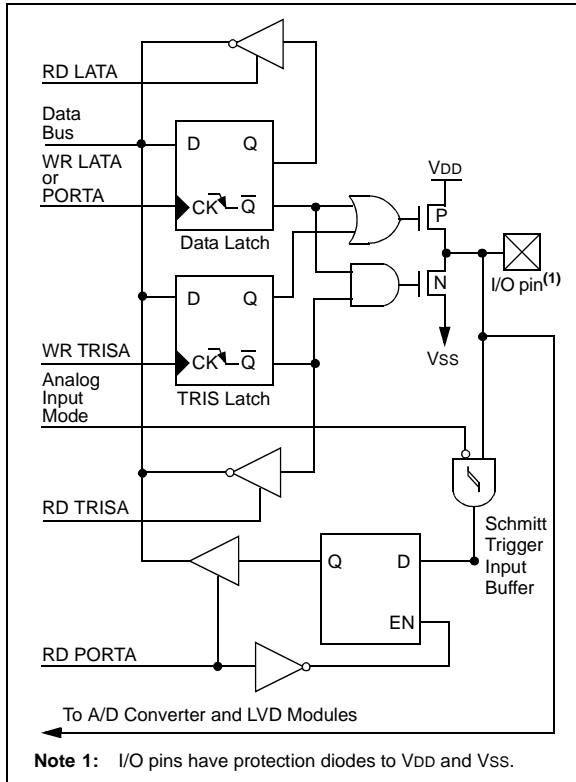 RD LATA
Data
Bus
WR LATA
or
PORTA
D Q
CK Q
Data Latch
VDD
P
N
I/O pin(1)
VSS
D Q
WR TRISA
CK Q
TRIS Latch
Analog
Input
Mode
RD TRISA
Schmitt
Trigger
Input
Buffer
Q D
EN
RD PORTA
To A/D Converter and LVD Modules
Note 1: I/O pins have protection diodes to VDD and VSS.